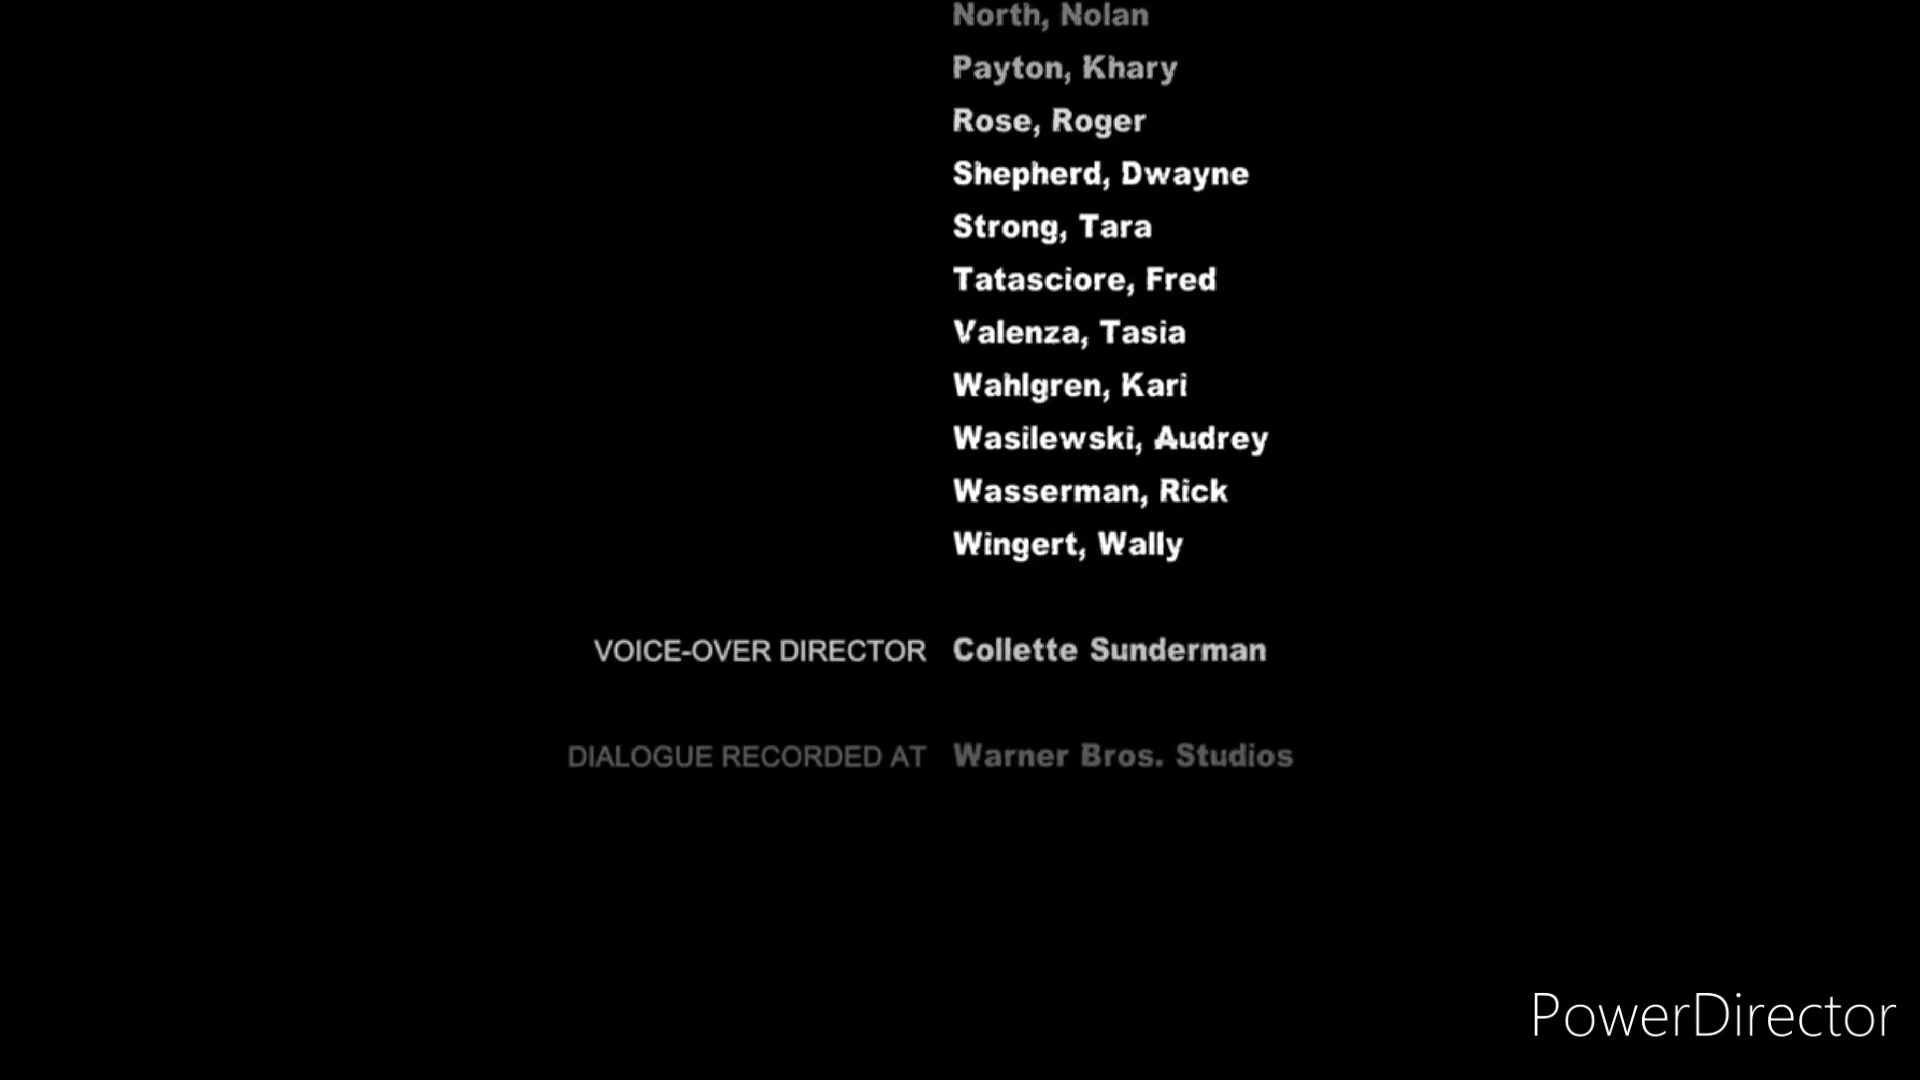 North, Nolan
Payton, Khary
Rose, Roger
Shepherd, Dwayne
Strong, Tara
Tatasciore, Fred
Valenza, Tasia
Wahlgren, Kari
Wasilewski, Audrey
Wasserman, Rick
Wingert, Wally
VOICE-OVER DIRECTOR Collette Sunderman
DIALOGUE RECORDED AT Warner Bros. Studios
PowerDirector